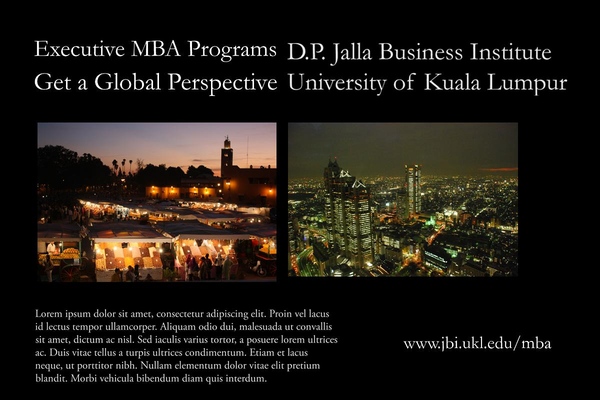 Executive MBA Programs
Get a Global Perspective
D.P. Jalla Business Institute
University of Kuala Lumpur
Lorem ipsum dolor sit amet, consectetur adipiscing elit. Proin vel lacus
id lectus tempor ullamcorper. Aliquam odio dui, malesuada ut convallis
sit amet, dictum ac nisl. Sed iaculis varius tortor, a posuere lorem ultrices
ac. Duis vitae tellus a turpis ultrices condimentum. Etiam et lacus
neque, ut porttitor nibh. Nullam elementum dolor vitae elit pretium
blandit. Morbi vehicula bibendum diam quis interdum.
www.jbi.ukl.edu/mba